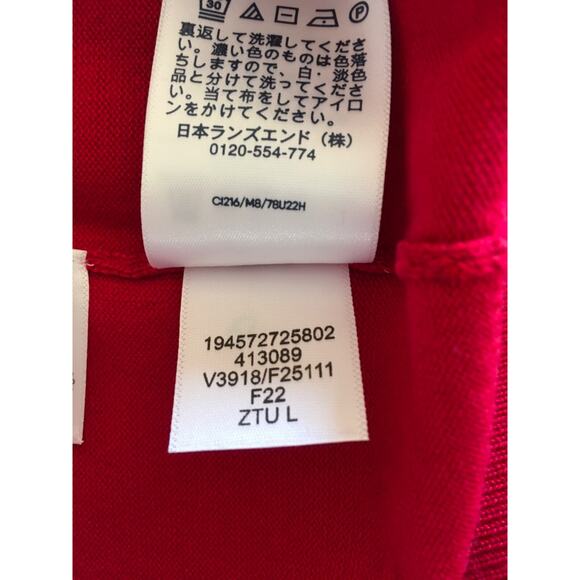 30
P
裏返して洗濯してくださ
い。濃い色のものは色落
ちしますので、白・淡色
品と分けて洗ってくださ
い。当て布をしてアイロ
ンをかけてください。
日本ランズエンド（株）
0120-554-774
C1216/M8/78U22H
194572725802
413089
V3918/F25111
F22
ZTU L
%